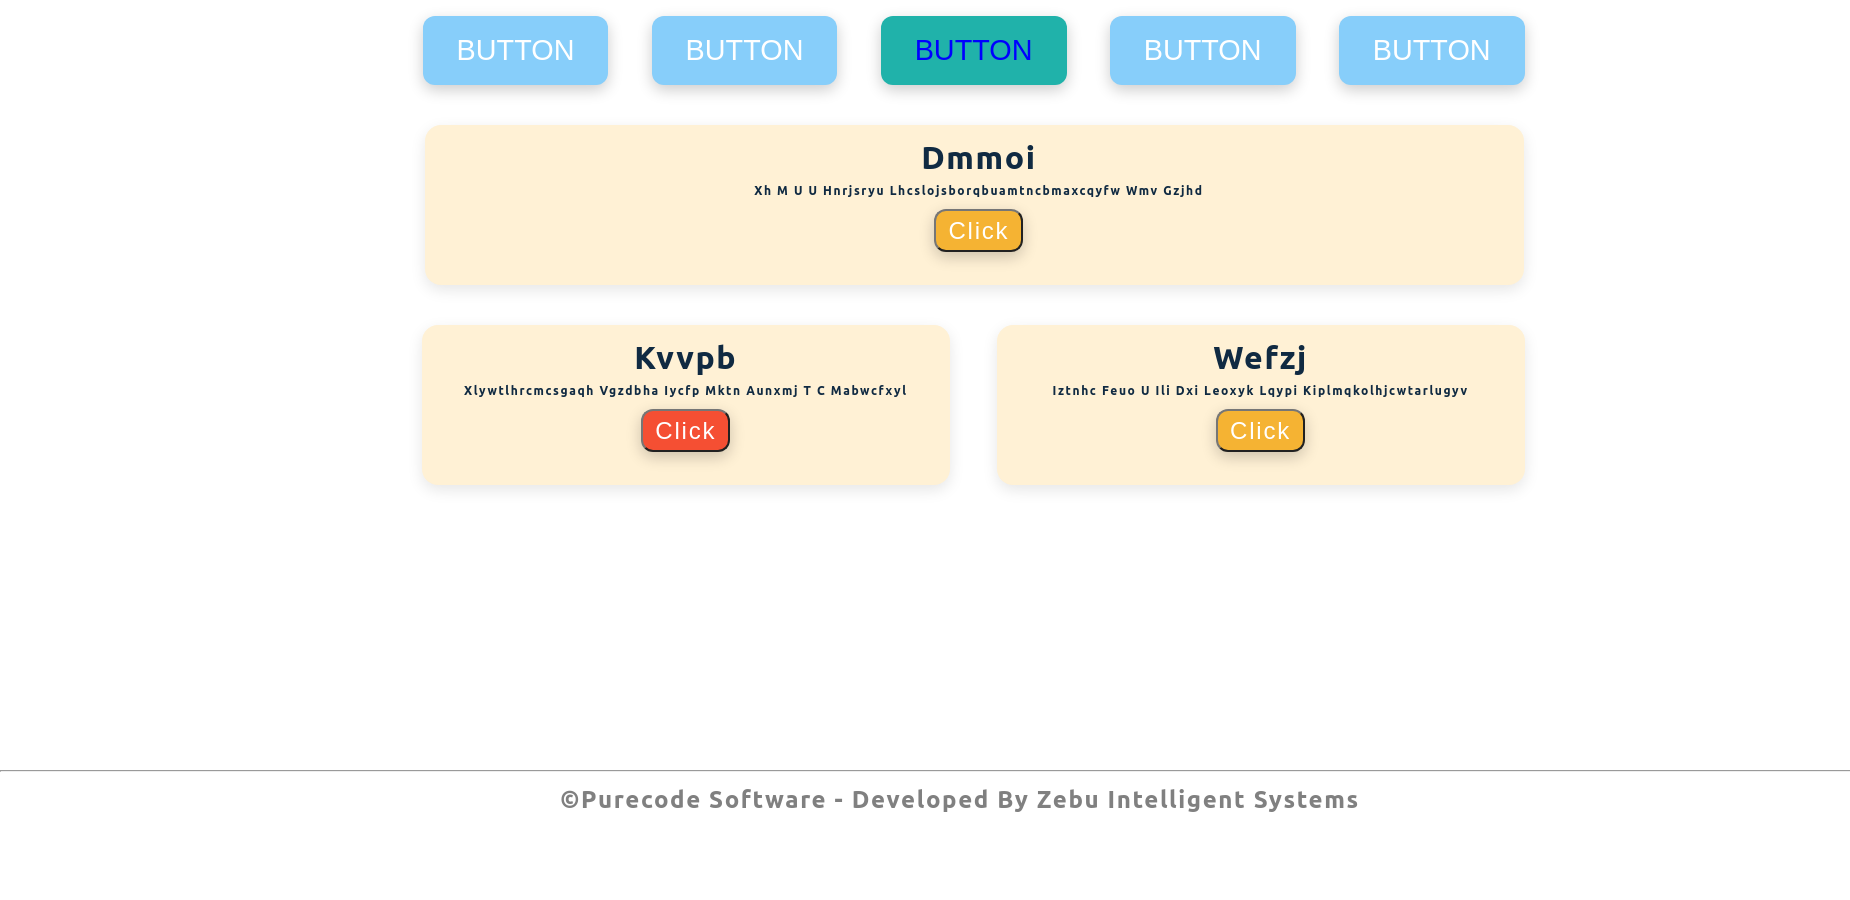 BUTTON BUTTON BUTTON BUTTON BUTTON
Dmmoi
Xh M U U Hnrjsryu Lhcslojsborqbuamtncbmaxcqyfw Wmv Gzjhd
Click
Kvvpb
Xlywtlhrcmcsgaqh Vgzdbha Iycfp Mktn Aunxmj T C Mabwcfxyl
Click
Wefzj
Iztnhc Feuo U Ili Dxi Leoxyk Lqypi Kiplmqkolhjcwtarlugyv
Click
©Purecode Software - Developed By Zebu Intelligent Systems